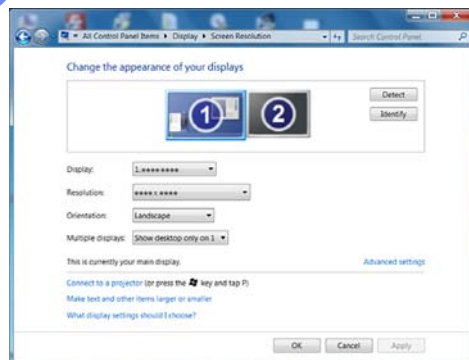 « All Control Panel Items ▸ Display ▸ Screen Resolution
Search Control Panel
Change the appearance of your displays
1
2
Detect
Identify
Display: 1.********
Resolution: **** x ****
Orientation: Landscape
Multiple displays: Show desktop only on 1
This is currently your main display.
Advanced settings
Connect to a projector (or press the key and tap P)
Make text and other items larger or smaller
What display settings should I choose?
OK
Cancel
Apply